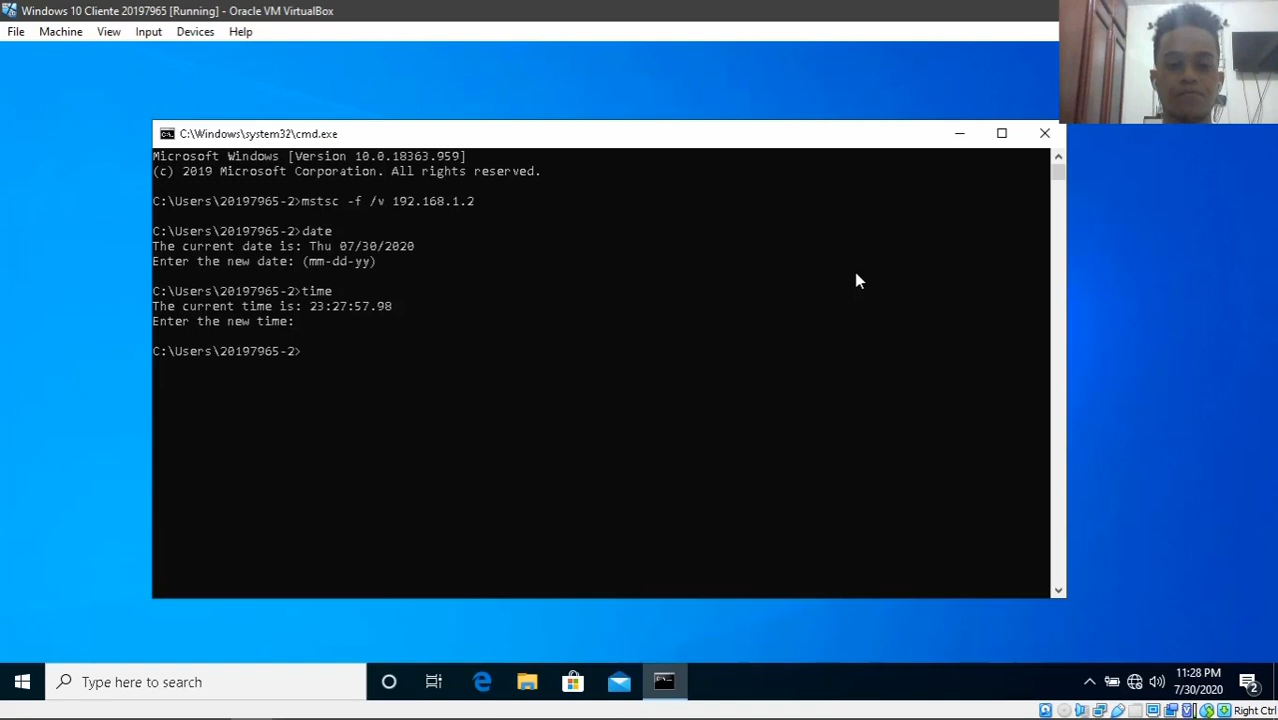 Windows 10 Cliente 20197965 [Running] - Oracle VM VirtualBox
File Machine View Input Devices Help
C:\Windows\system32\cmd.exe
Microsoft Windows [Version 10.0.18363.959]
(c) 2019 Microsoft Corporation. All rights reserved.
C:\Users\20197965-2>mstsc -f /v 192.168.1.2
C:\Users\20197965-2>date
The current date is: Thu 07/30/2020
Enter the new date: (mm-dd-yy)
C:\Users\20197965-2>time
The current time is: 23:27:57.98
Enter the new time:
C:\Users\20197965-2>
Type here to search
11:28 PM
7/30/2020
2
Right Ctrl